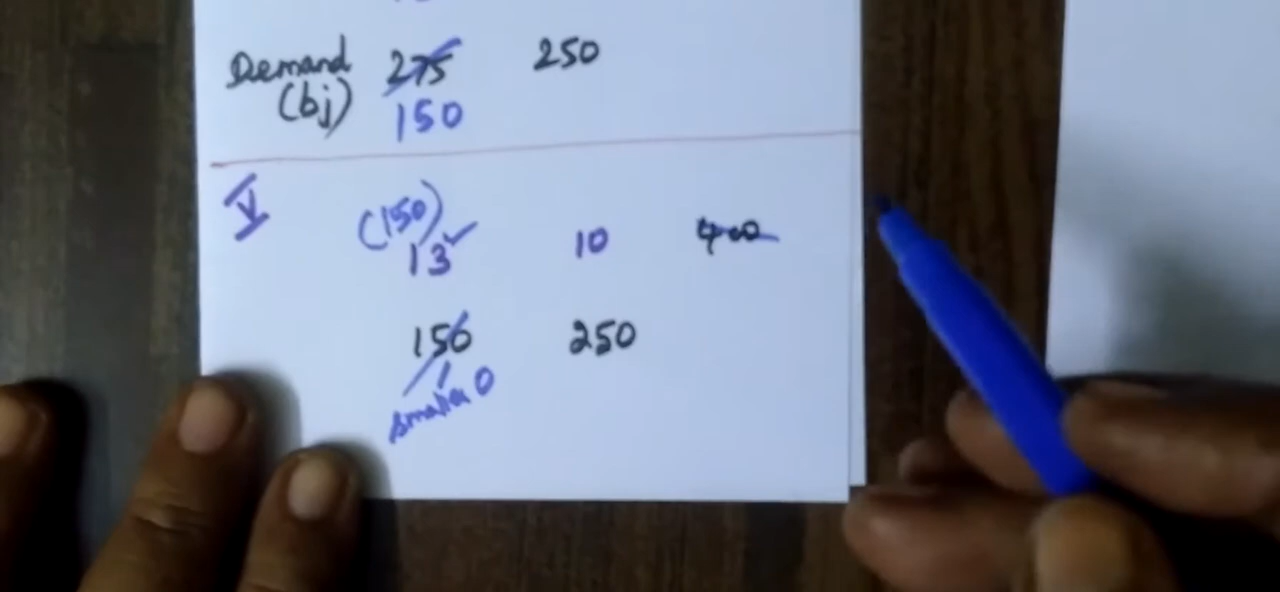 Demand 275 250
(bj) 150
V (150)
13✓ 10 400
150 250
smaller 0